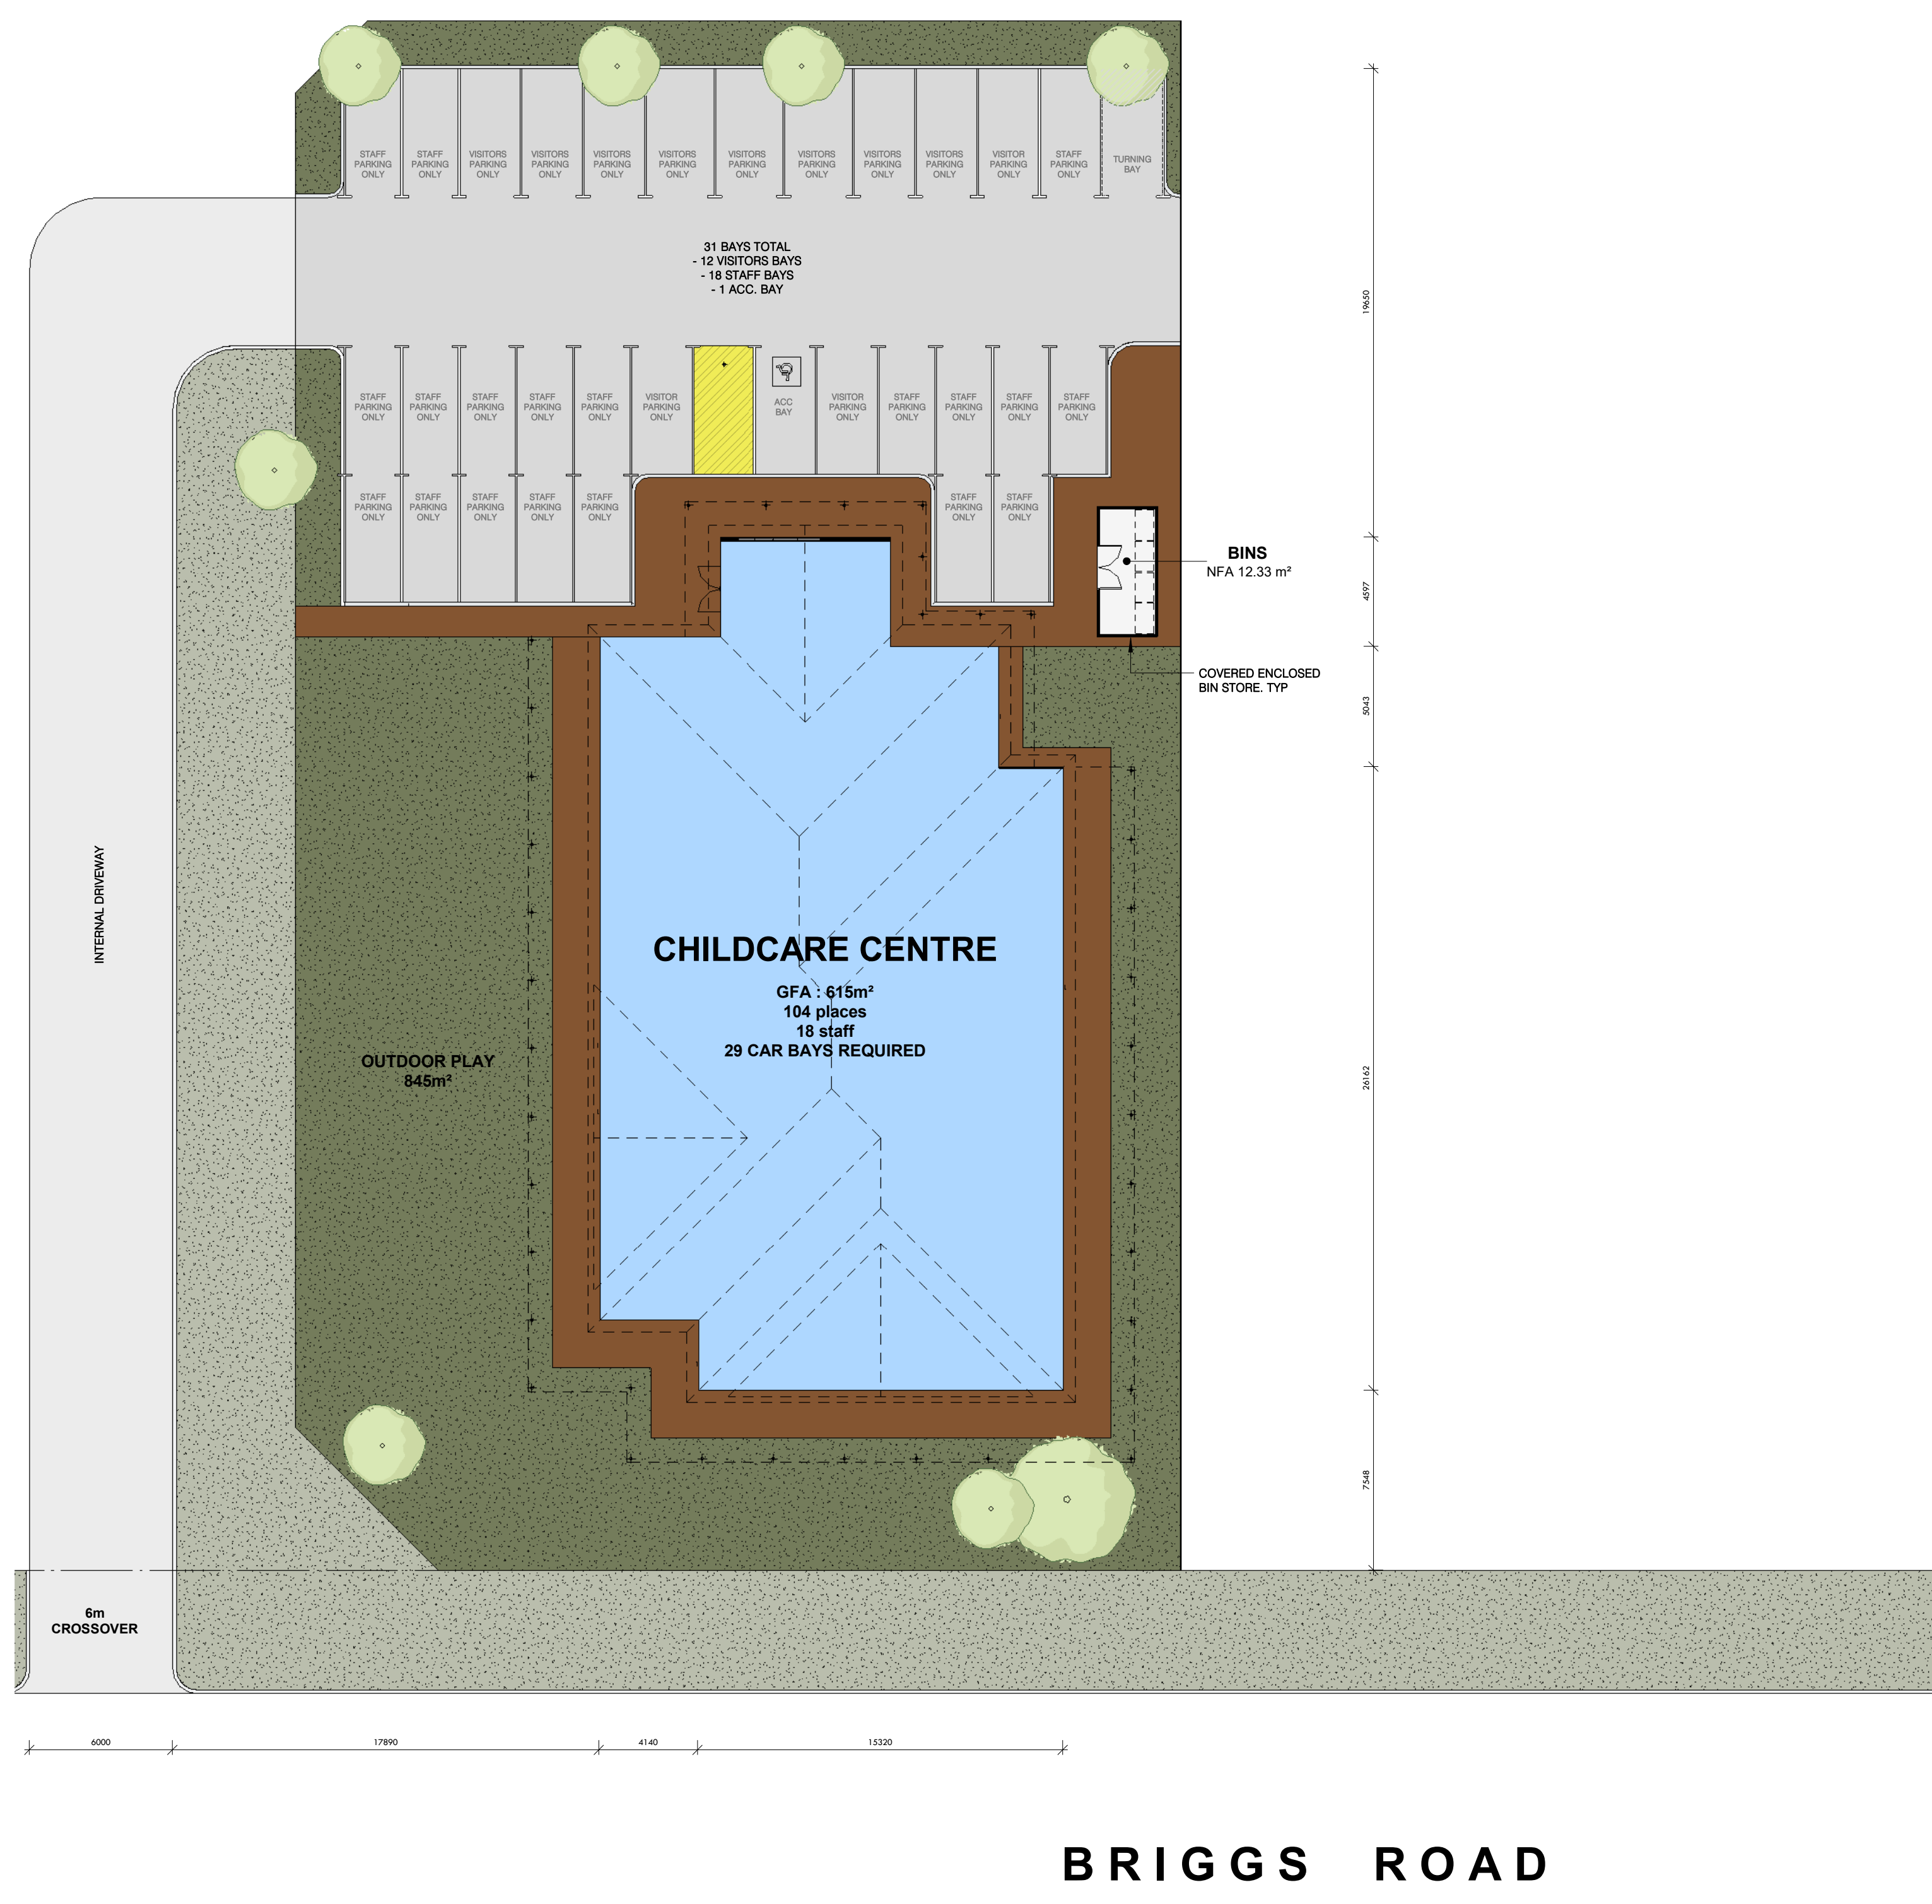 STAFF
PARKING
ONLY
STAFF
PARKING
ONLY
VISITORS
PARKING
ONLY
VISITORS
PARKING
ONLY
VISITORS
PARKING
ONLY
VISITORS
PARKING
ONLY
VISITORS
PARKING
ONLY
VISITORS
PARKING
ONLY
VISITORS
PARKING
ONLY
VISITORS
PARKING
ONLY
VISITOR
PARKING
ONLY
STAFF
PARKING
ONLY
TURNING
BAY
31 BAYS TOTAL
- 12 VISITORS BAYS
- 18 STAFF BAYS
- 1 ACC. BAY
19650
STAFF
PARKING
ONLY
STAFF
PARKING
ONLY
STAFF
PARKING
ONLY
STAFF
PARKING
ONLY
STAFF
PARKING
ONLY
VISITOR
PARKING
ONLY
ACC
BAY
VISITOR
PARKING
ONLY
STAFF
PARKING
ONLY
STAFF
PARKING
ONLY
STAFF
PARKING
ONLY
STAFF
PARKING
ONLY
STAFF
PARKING
ONLY
STAFF
PARKING
ONLY
STAFF
PARKING
ONLY
STAFF
PARKING
ONLY
STAFF
PARKING
ONLY
STAFF
PARKING
ONLY
STAFF
PARKING
ONLY
BINS
NFA 12.33 m²
4597
COVERED ENCLOSED
BIN STORE. TYP
5043
INTERNAL DRIVEWAY
CHILDCARE CENTRE
GFA : 615m²
104 places
18 staff
29 CAR BAYS REQUIRED
OUTDOOR PLAY
845m²
26162
7548
6m
CROSSOVER
6000
17890
4140
15320
BRIGGS ROAD